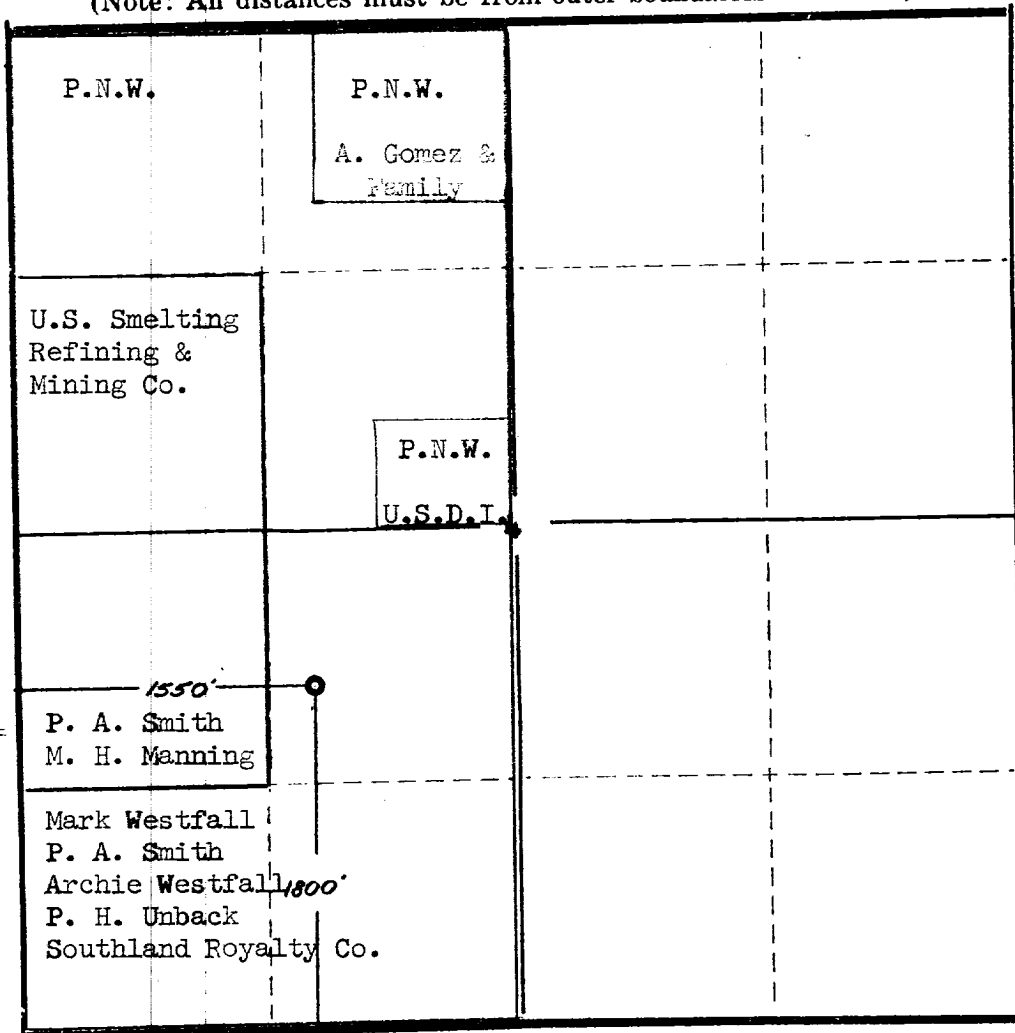 (Note: All distances must be from outer
P.N.W.
P.N.W.
A. Gomez &
Family
U.S. Smelting
Refining &
Mining Co.
P.N.W.
U.S.D.I.
1550'
P. A. Smith
M. H. Manning
Mark Westfall
P. A. Smith
Archie Westfall 1800'
P. H. Unback
Southland Royalty Co.